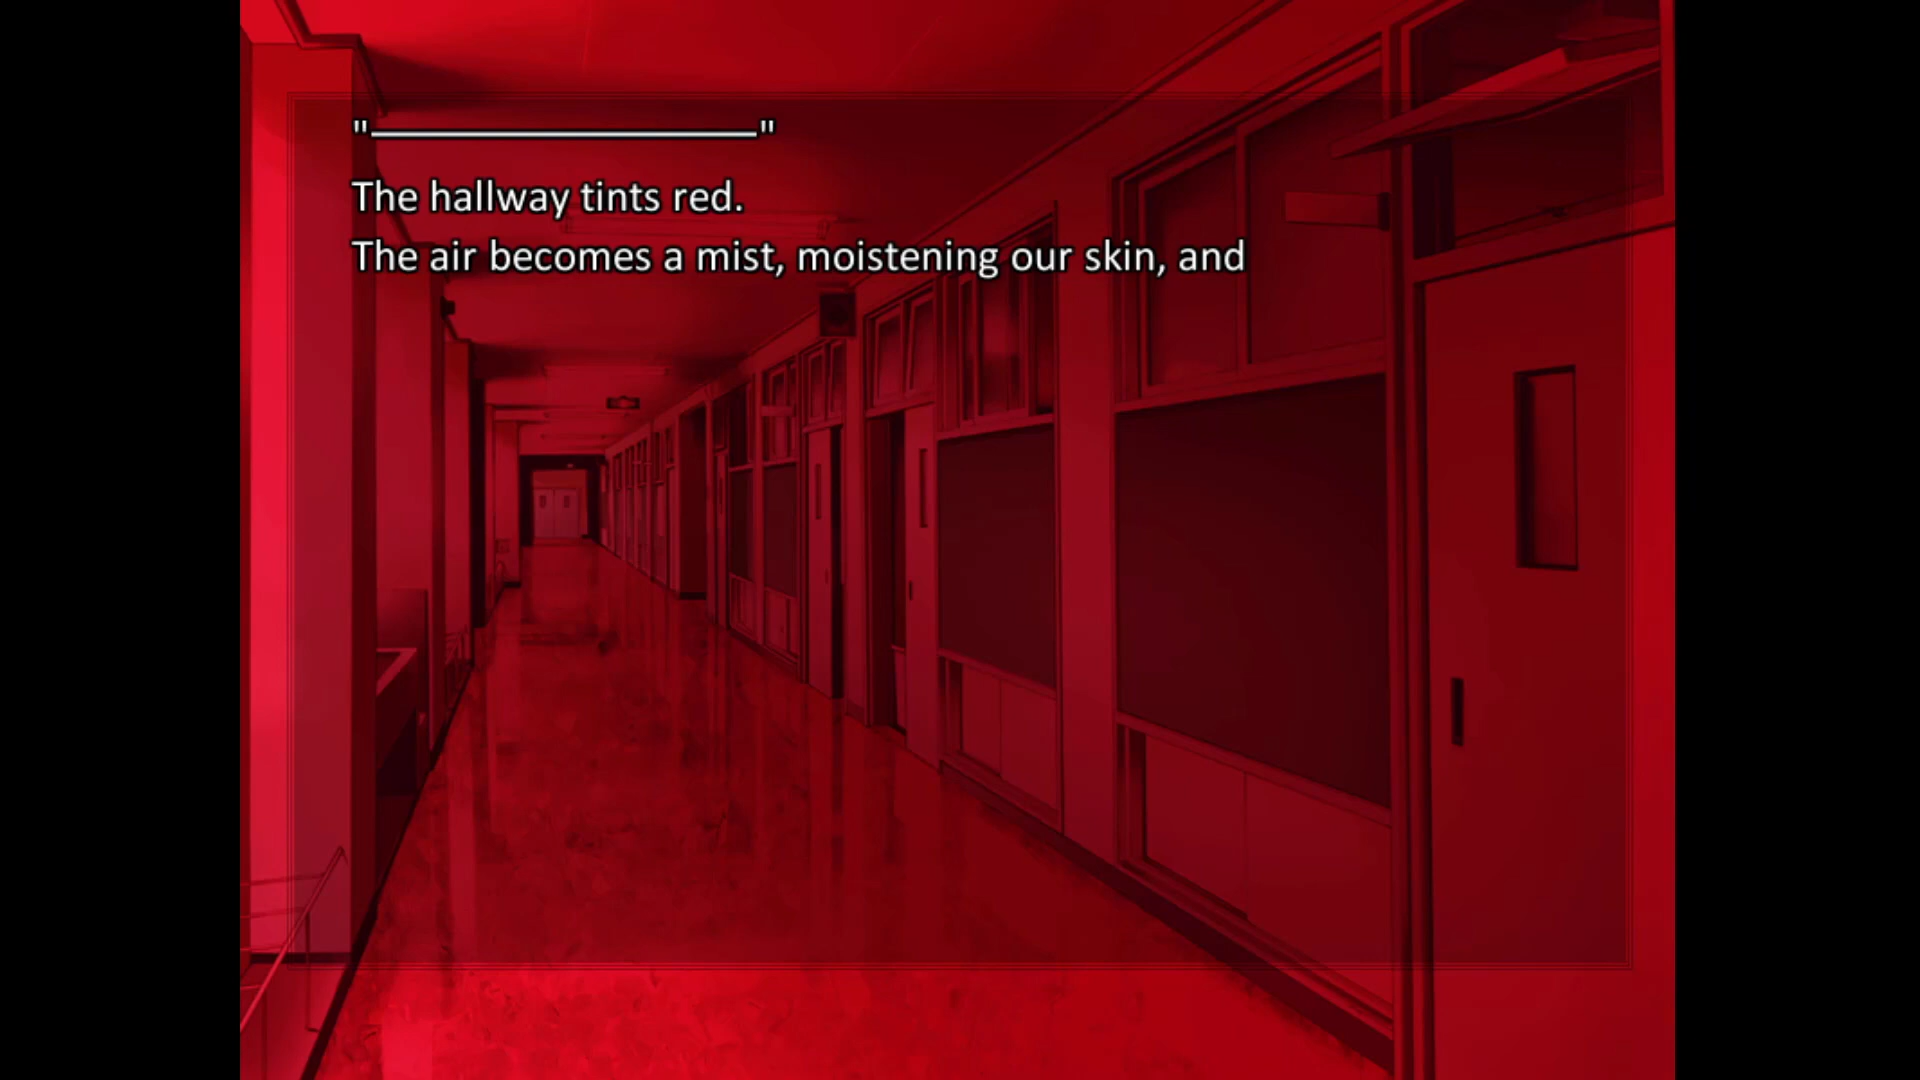 "―――――――――"
The hallway tints red.
The air becomes a mist, moistening our skin, and